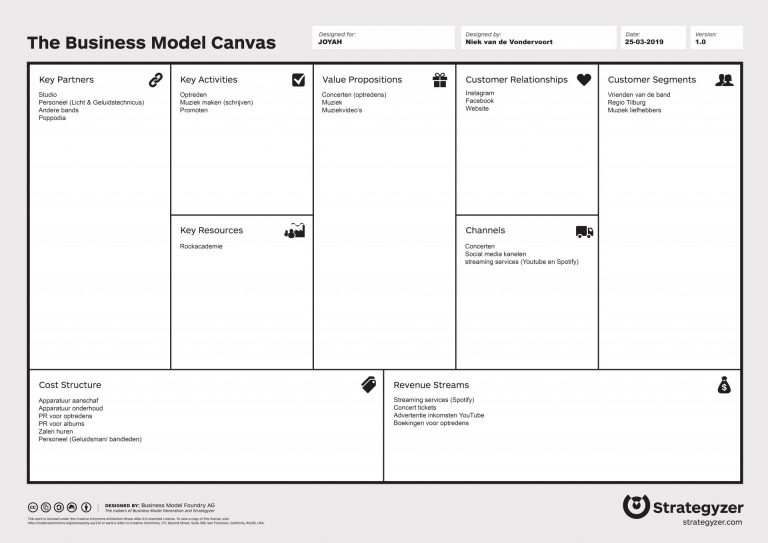 The Business Model Canvas
Designed for:
JOYAH
Designed by:
Niek van de Vondervoort
Date:
25-03-2019
Version:
1.0
Key Partners
Studio
Personeel (Licht & Geluidstechnicus)
Andere bands
Poppodia
Key Activities
Optreden
Muziek maken (schrijven)
Promoten
Key Resources
Rockacademie
Value Propositions
Concerten (optredens)
Muziek
Muziekvideo's
Customer Relationships
Instagram
Facebook
Website
Channels
Concerten
Social media kanelen
streaming services (Youtube en Spotify)
Customer Segments
Vrienden van de band
Regio Tilburg
Muziek liefhebbers
Cost Structure
Apparatuur aanschaf
Apparatuur onderhoud
PR voor optredens
PR voor albums
Zalen huren
Personeel (Geluidsman/ bandleden)
Revenue Streams
Streaming services (Spotify)
Concert tickets
Advertentie inkomsten YouTube
Boekingen voor optredens
DESIGNED BY: Business Model Foundry AG
The makers of Business Model Generation and Strategyzer
This work is licensed under the Creative Commons Attribution-Share Alike 3.0 Unported License. To view a copy of this license, visit:
http://creativecommons.org/licenses/by-sa/3.0/ or send a letter to Creative Commons, 171 Second Street, Suite 300, San Francisco, California, 94105, USA.
Strategyzer
strategyzer.com